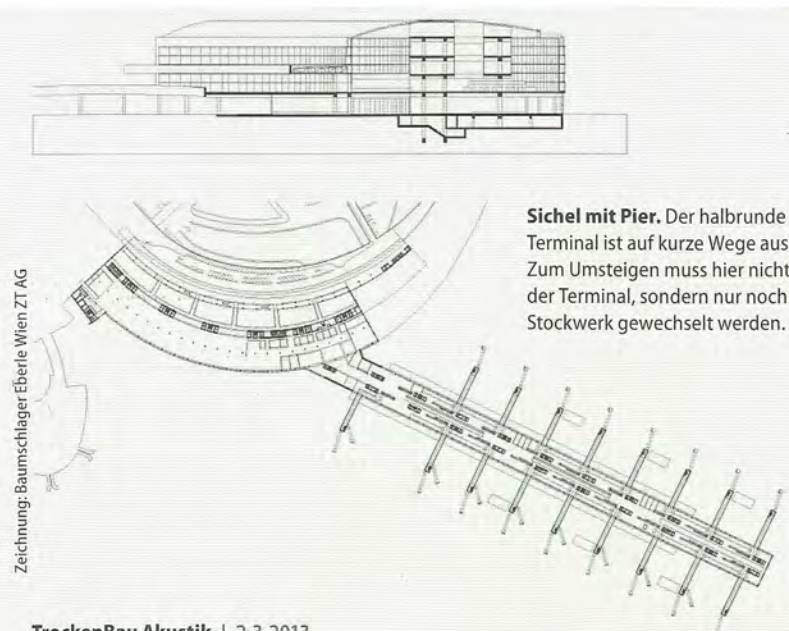 Sichel mit Pier. Der halbrunde
Terminal ist auf kurze Wege aus
Zum Umsteigen muss hier nicht
der Terminal, sondern nur noch
Stockwerk gewechselt werden.
Zeichnung: Baumschlager Eberle Wien ZT AG
TrockenBau Akustik | 2-3.2013